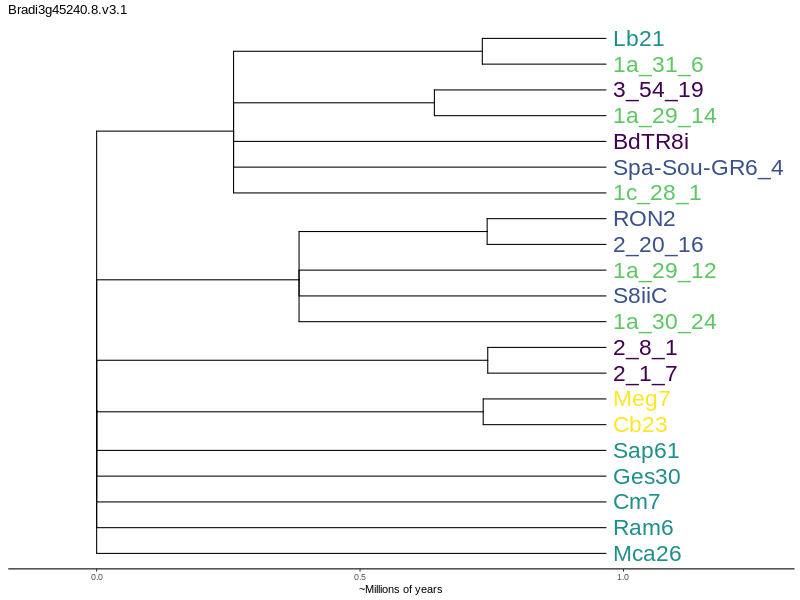 Bradi3g45240.8.v3.1
Lb21
1a_31_6
3_54_19
1a_29_14
BdTR8i
Spa-Sou-GR6_4
1c_28_1
RON2
2_20_16
1a_29_12
S8iiC
1a_30_24
2_8_1
2_1_7
Meg7
Cb23
Sap61
Ges30
Cm7
Ram6
Mca26
0.0 0.5 1.0
~Millions of years